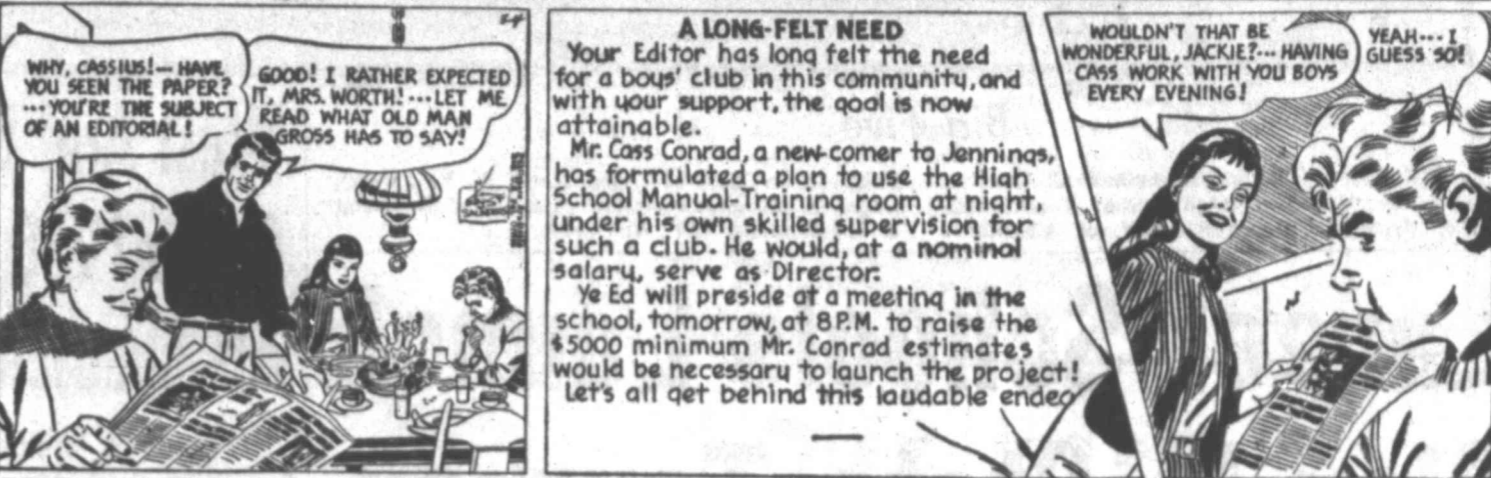 2-8
WHY, CASSIUS!—HAVE
YOU SEEN THE PAPER?
...YOU'RE THE SUBJECT
OF AN EDITORIAL!
GOOD! I RATHER EXPECTED
IT, MRS. WORTH!...LET ME
READ WHAT OLD MAN
GROSS HAS TO SAY!
A LONG-FELT NEED
Your Editor has long felt the need
for a boys' club in this community, and
with your support, the goal is now
attainable.
Mr. Cass Conrad, a new-comer to Jennings,
has formulated a plan to use the High
School Manual-Training room at night,
under his own skilled supervision for
such a club. He would, at a nominal
salary, serve as Director.
Ye Ed will preside at a meeting in the
school, tomorrow, at 8P.M. to raise the
$5000 minimum Mr. Conrad estimates
would be necessary to launch the project!
Let's all get behind this laudable endeo
WOULDN'T THAT BE
WONDERFUL, JACKIE?...HAVING
CASS WORK WITH YOU BOYS
EVERY EVENING!
YEAH...I
GUESS SO!